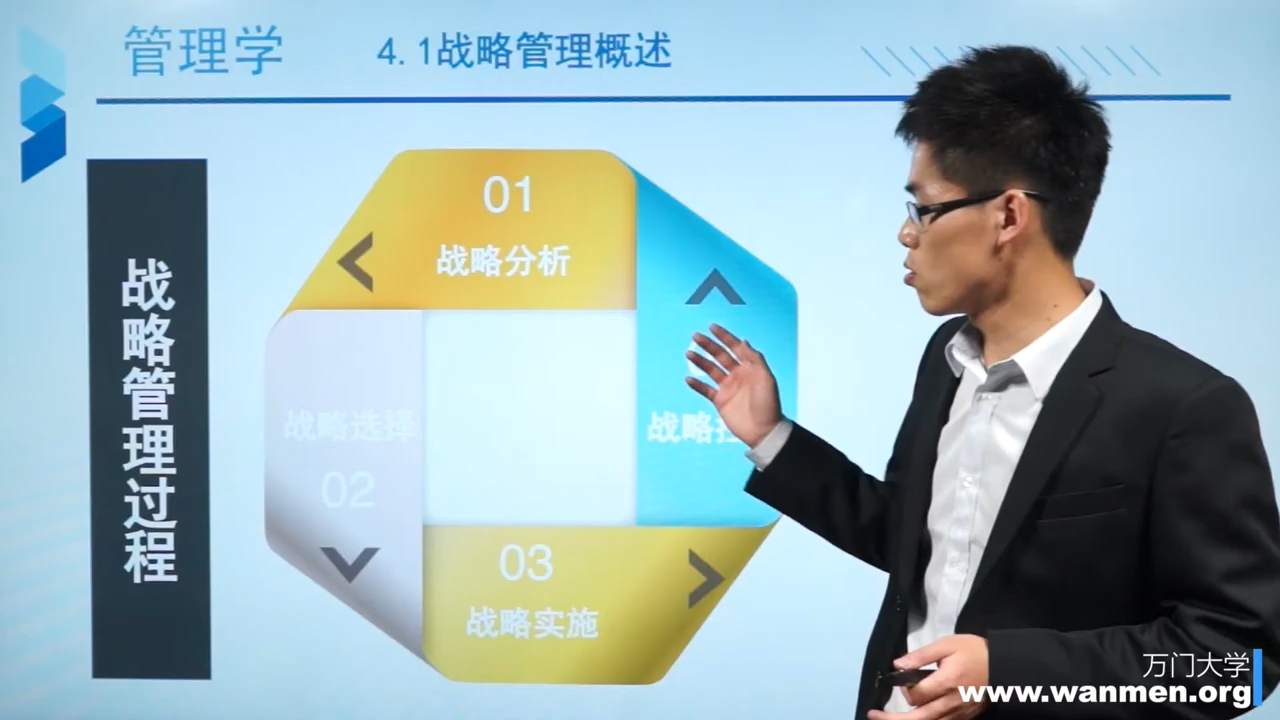 管理学
4.1战略管理概述
战略管理过程
01
战略分析
战略选择
02
03
战略实施
战略
万门大学
www.wanmen.org